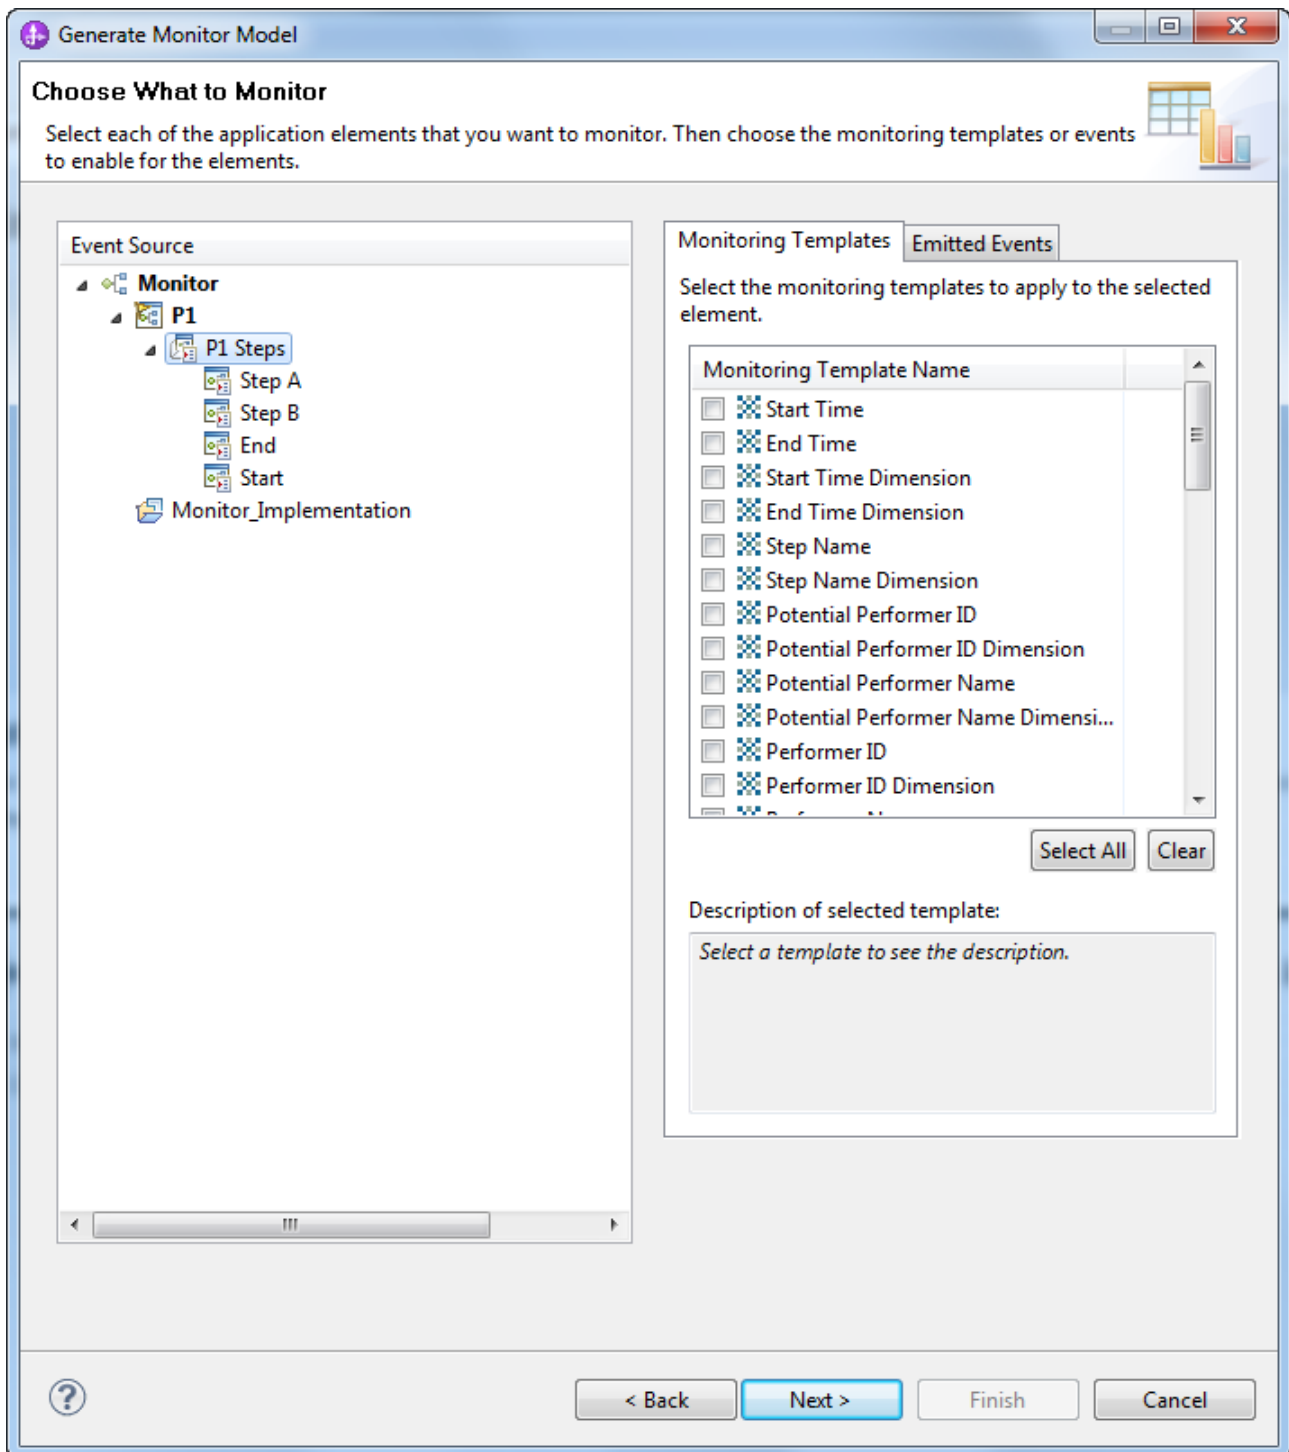 Generate Monitor Model
Choose What to Monitor
Select each of the application elements that you want to monitor. Then choose the monitoring templates or events
to enable for the elements.
Event Source
Monitor
P1
P1 Steps
Step A
Step B
End
Start
Monitor_Implementation
Monitoring Templates
Emitted Events
Select the monitoring templates to apply to the selected
element.
Monitoring Template Name
Start Time
End Time
Start Time Dimension
End Time Dimension
Step Name
Step Name Dimension
Potential Performer ID
Potential Performer ID Dimension
Potential Performer Name
Potential Performer Name Dimensi...
Performer ID
Performer ID Dimension
Select All
Clear
Description of selected template:
Select a template to see the description.
< Back
Next >
Finish
Cancel